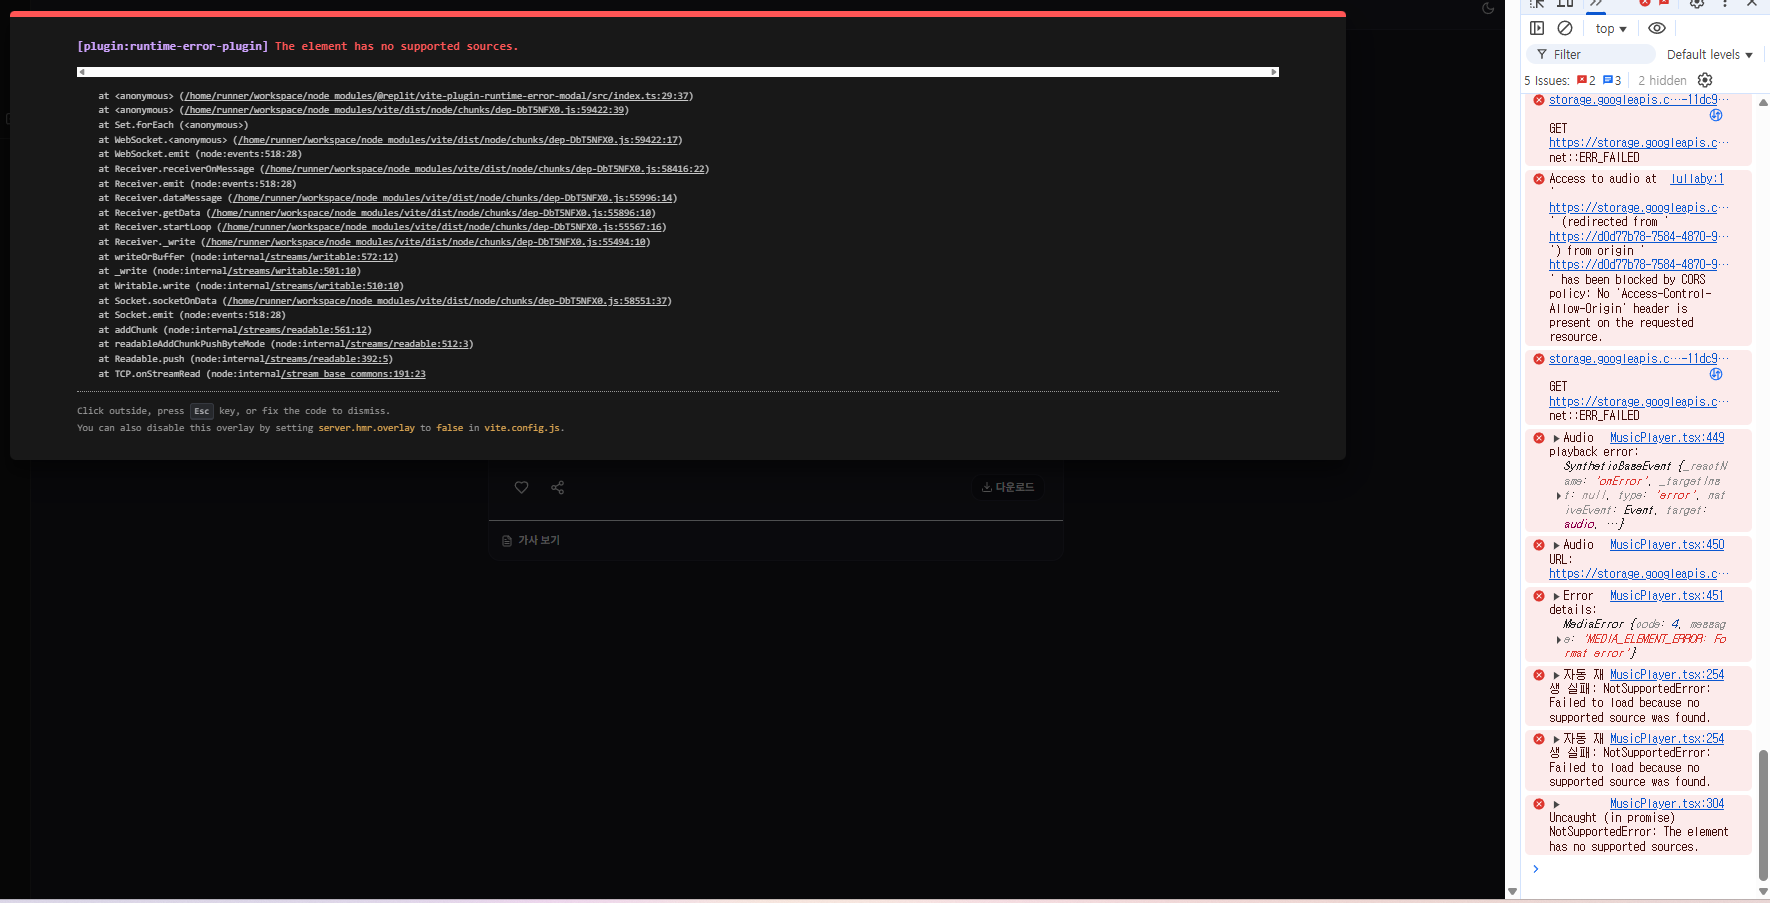 [plugin:runtime-error-plugin] The element has no supported sources.
at <anonymous> (/home/runner/workspace/node_modules/@replit/vite-plugin-runtime-error-modal/src/index.ts:29:37)
at <anonymous> (/home/runner/workspace/node_modules/vite/dist/node/chunks/dep-DbT5NFX0.js:59422:39)
at Set.forEach (<anonymous>)
at WebSocket.<anonymous> (/home/runner/workspace/node_modules/vite/dist/node/chunks/dep-DbT5NFX0.js:59422:17)
at WebSocket.emit (node:events:518:28)
at Receiver.receiverOnMessage (/home/runner/workspace/node_modules/vite/dist/node/chunks/dep-DbT5NFX0.js:58416:22)
at Receiver.emit (node:events:518:28)
at Receiver.dataMessage (/home/runner/workspace/node_modules/vite/dist/node/chunks/dep-DbT5NFX0.js:55996:14)
at Receiver.getData (/home/runner/workspace/node_modules/vite/dist/node/chunks/dep-DbT5NFX0.js:55896:10)
at Receiver.startLoop (/home/runner/workspace/node_modules/vite/dist/node/chunks/dep-DbT5NFX0.js:55567:16)
at Receiver._write (/home/runner/workspace/node_modules/vite/dist/node/chunks/dep-DbT5NFX0.js:55494:10)
at writeOrBuffer (node:internal/streams/writable:572:12)
at _write (node:internal/streams/writable:501:10)
at Writable.write (node:internal/streams/writable:510:10)
at Socket.socketOnData (/home/runner/workspace/node_modules/vite/dist/node/chunks/dep-DbT5NFX0.js:58551:37)
at Socket.emit (node:events:518:28)
at addChunk (node:internal/streams/readable:561:12)
at readableAddChunkPushByteMode (node:internal/streams/readable:512:3)
at Readable.push (node:internal/streams/readable:392:5)
at TCP.onStreamRead (node:internal/stream_base_commons:191:23
Click outside, press Esc key, or fix the code to dismiss.
You can also disable this overlay by setting server.hmr.overlay to false in vite.config.js.
다운로드
가사 보기
top
Filter
Default levels
5 Issues: 2 3 2 hidden
storage.googleapis.c…-11dc9…
GET
https://storage.googleapis.c…
net::ERR_FAILED
Access to audio at lullaby:1
'
https://storage.googleapis.c…
' (redirected from '
https://d0d77b78-7584-4870-9…
') from origin '
https://d0d77b78-7584-4870-9…
' has been blocked by CORS
policy: No 'Access-Control-
Allow-Origin' header is
present on the requested
resource.
storage.googleapis.c…-11dc9…
GET
https://storage.googleapis.c…
net::ERR_FAILED
Audio MusicPlayer.tsx:449
playback error:
SyntheticBaseEvent {_reactN
ame: 'onError', _targetIns
t: null, type: 'error', nat
iveEvent: Event, target:
audio, …}
Audio MusicPlayer.tsx:450
URL:
https://storage.googleapis.c…
Error MusicPlayer.tsx:451
details:
MediaError {code: 4, messag
e: 'MEDIA_ELEMENT_ERROR: Fo
rmat error'}
자동 재 MusicPlayer.tsx:254
생 실패: NotSupportedError:
Failed to load because no
supported source was found.
자동 재 MusicPlayer.tsx:254
생 실패: NotSupportedError:
Failed to load because no
supported source was found.
MusicPlayer.tsx:304
Uncaught (in promise)
NotSupportedError: The element
has no supported sources.